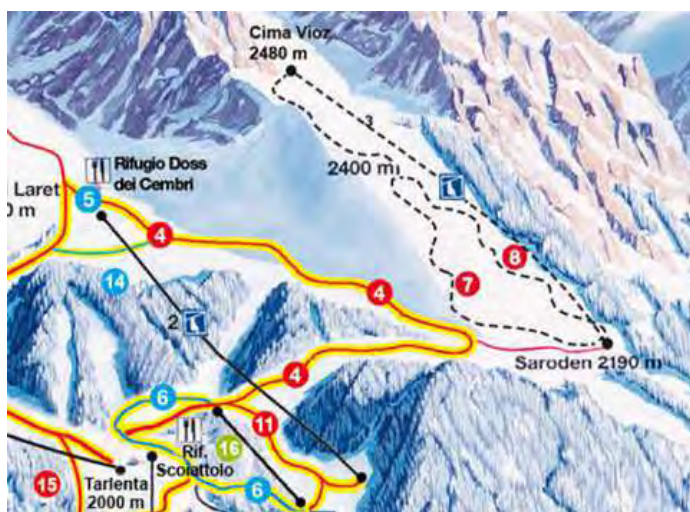 Cima Vioz
2480 m
3
2400 m
Rifugio Doss
dei Cembri
Laret
0 m
5
4
8
7
14
4
2
Saroden 2190 m
4
6
11
Rif.
Scoiattolo
16
15
Tarlenta
2000 m
6